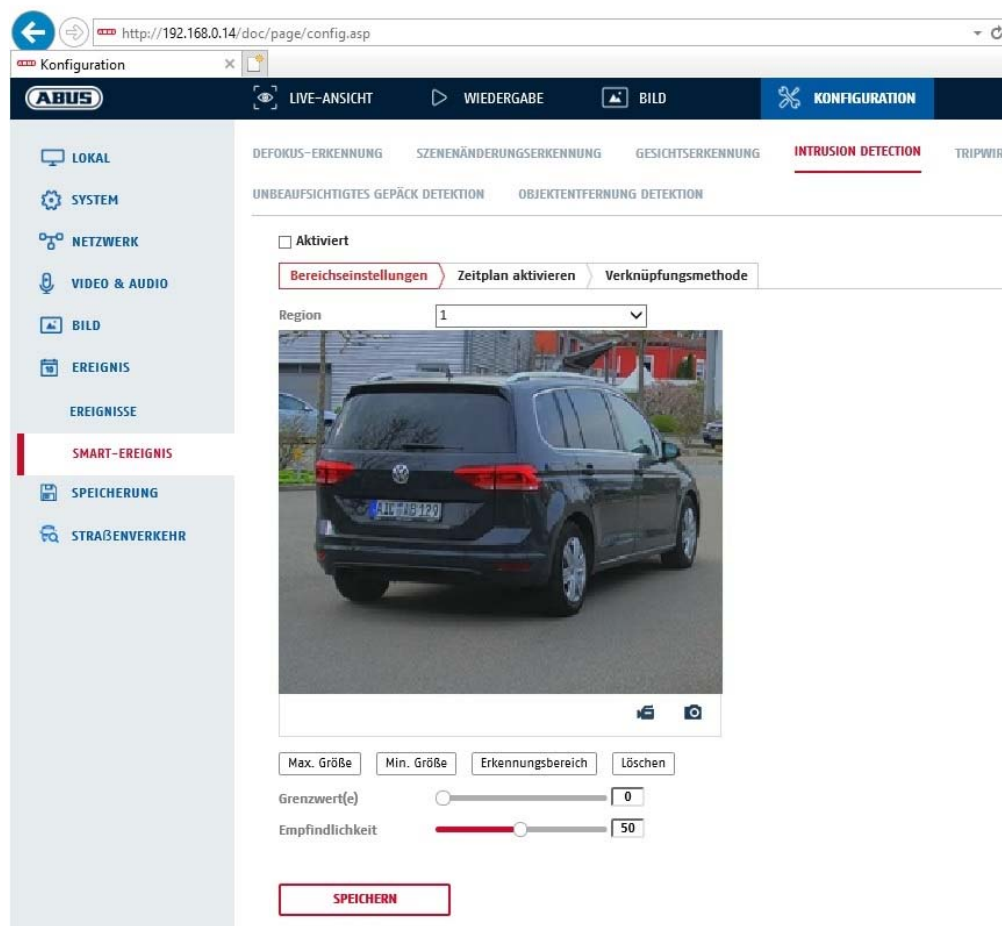 http://192.168.0.14/doc/page/config.asp
Konfiguration
ABUS
LIVE-ANSICHT
WIEDERGABE
BILD
KONFIGURATION
LOKAL
SYSTEM
NETZWERK
VIDEO & AUDIO
BILD
EREIGNIS
EREIGNISSE
SMART-EREIGNIS
SPEICHERUNG
STRAßENVERKEHR
DEFOKUS-ERKENNUNG
SZENENÄNDERUNGSERKENNUNG
GESICHTSERKENNUNG
INTRUSION DETECTION
TRIPWIR
UNBEAUFSICHTIGTES GEPÄCK DETEKTION
OBJEKTENTFERNUNG DETEKTION
Aktiviert
Bereichseinstellungen
Zeitplan aktivieren
Verknüpfungsmethode
Region
1
Max. Größe
Min. Größe
Erkennungsbereich
Löschen
Grenzwert(e)
0
Empfindlichkeit
50
SPEICHERN